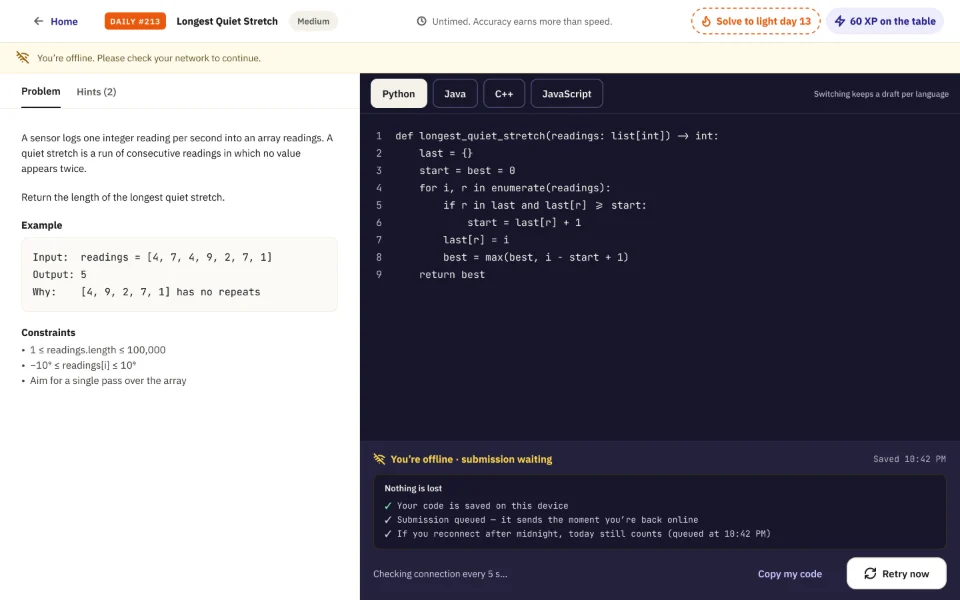 Home
DAILY #213
Longest Quiet Stretch
Medium
Untimed. Accuracy earns more than speed.
Solve to light day 13
60 XP on the table
You're offline. Please check your network to continue.
Problem
Hints (2)
A sensor logs one integer reading per second into an array readings. A
quiet stretch is a run of consecutive readings in which no value
appears twice.
Return the length of the longest quiet stretch.
Example
Input: readings = [4, 7, 4, 9, 2, 7, 1]
Output: 5
Why: [4, 9, 2, 7, 1] has no repeats
Constraints
• 1 ≤ readings.length ≤ 100,000
• −10⁹ ≤ readings[i] ≤ 10⁹
• Aim for a single pass over the array
Python
Java
C++
JavaScript
Switching keeps a draft per language
1 def longest_quiet_stretch(readings: list[int]) -> int:
2     last = {}
3     start = best = 0
4     for i, r in enumerate(readings):
5         if r in last and last[r] >= start:
6             start = last[r] + 1
7         last[r] = i
8         best = max(best, i - start + 1)
9     return best
You're offline · submission waiting
Saved 10:42 PM
Nothing is lost
✓ Your code is saved on this device
✓ Submission queued — it sends the moment you're back online
✓ If you reconnect after midnight, today still counts (queued at 10:42 PM)
Checking connection every 5 s...
Copy my code
Retry now